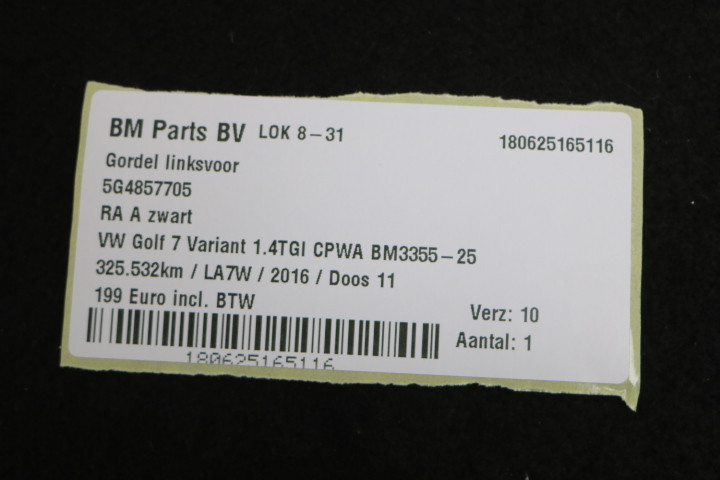 BM Parts BV LOK 8-31
180625165116
Gordel linksvoor
5G4857705
RA A zwart
VW Golf 7 Variant 1.4TGI CPWA BM3355-25
325.532km / LA7W / 2016 / Doos 11
199 Euro incl. BTW
Verz: 10
Aantal: 1
180625165116